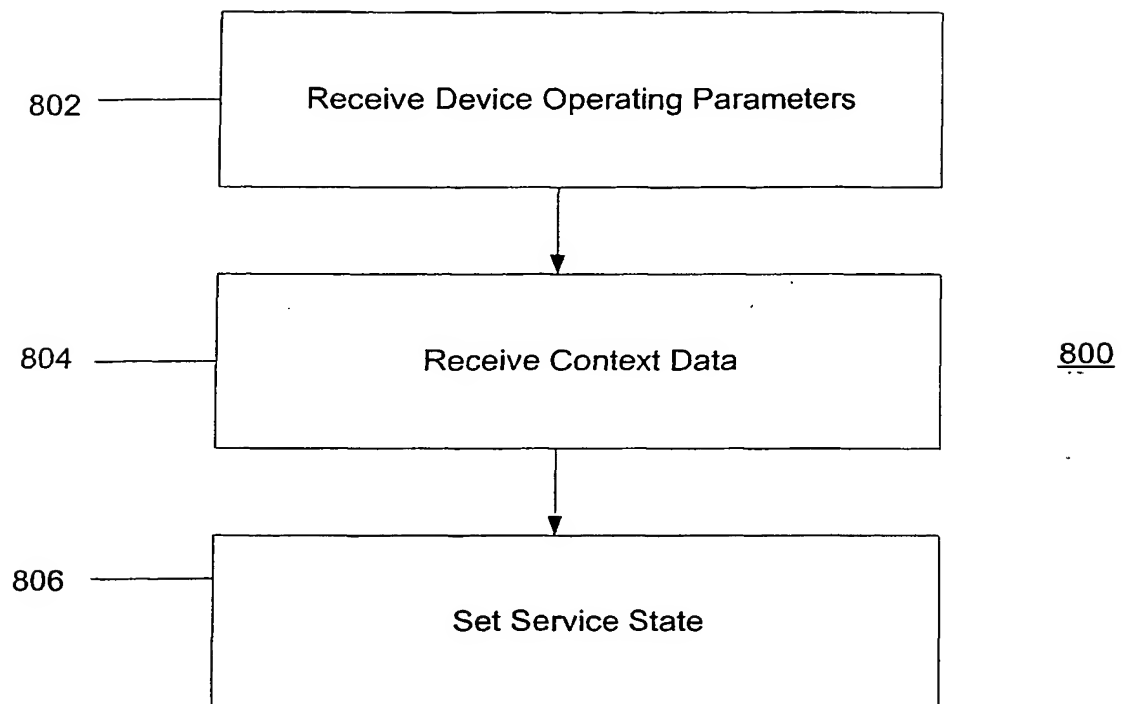 802
Receive Device Operating Parameters
804
Receive Context Data
800
806
Set Service State